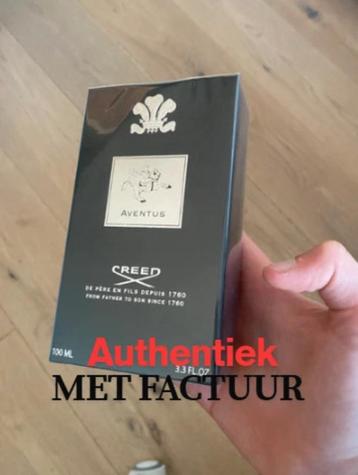 AVENTUS
CREED
DE PÈRE EN FILS DEPUIS 1760
FROM FATHER TO SON SINCE 1760
100 ML
3.3 FL OZ
Authentiek
MET FACTUUR